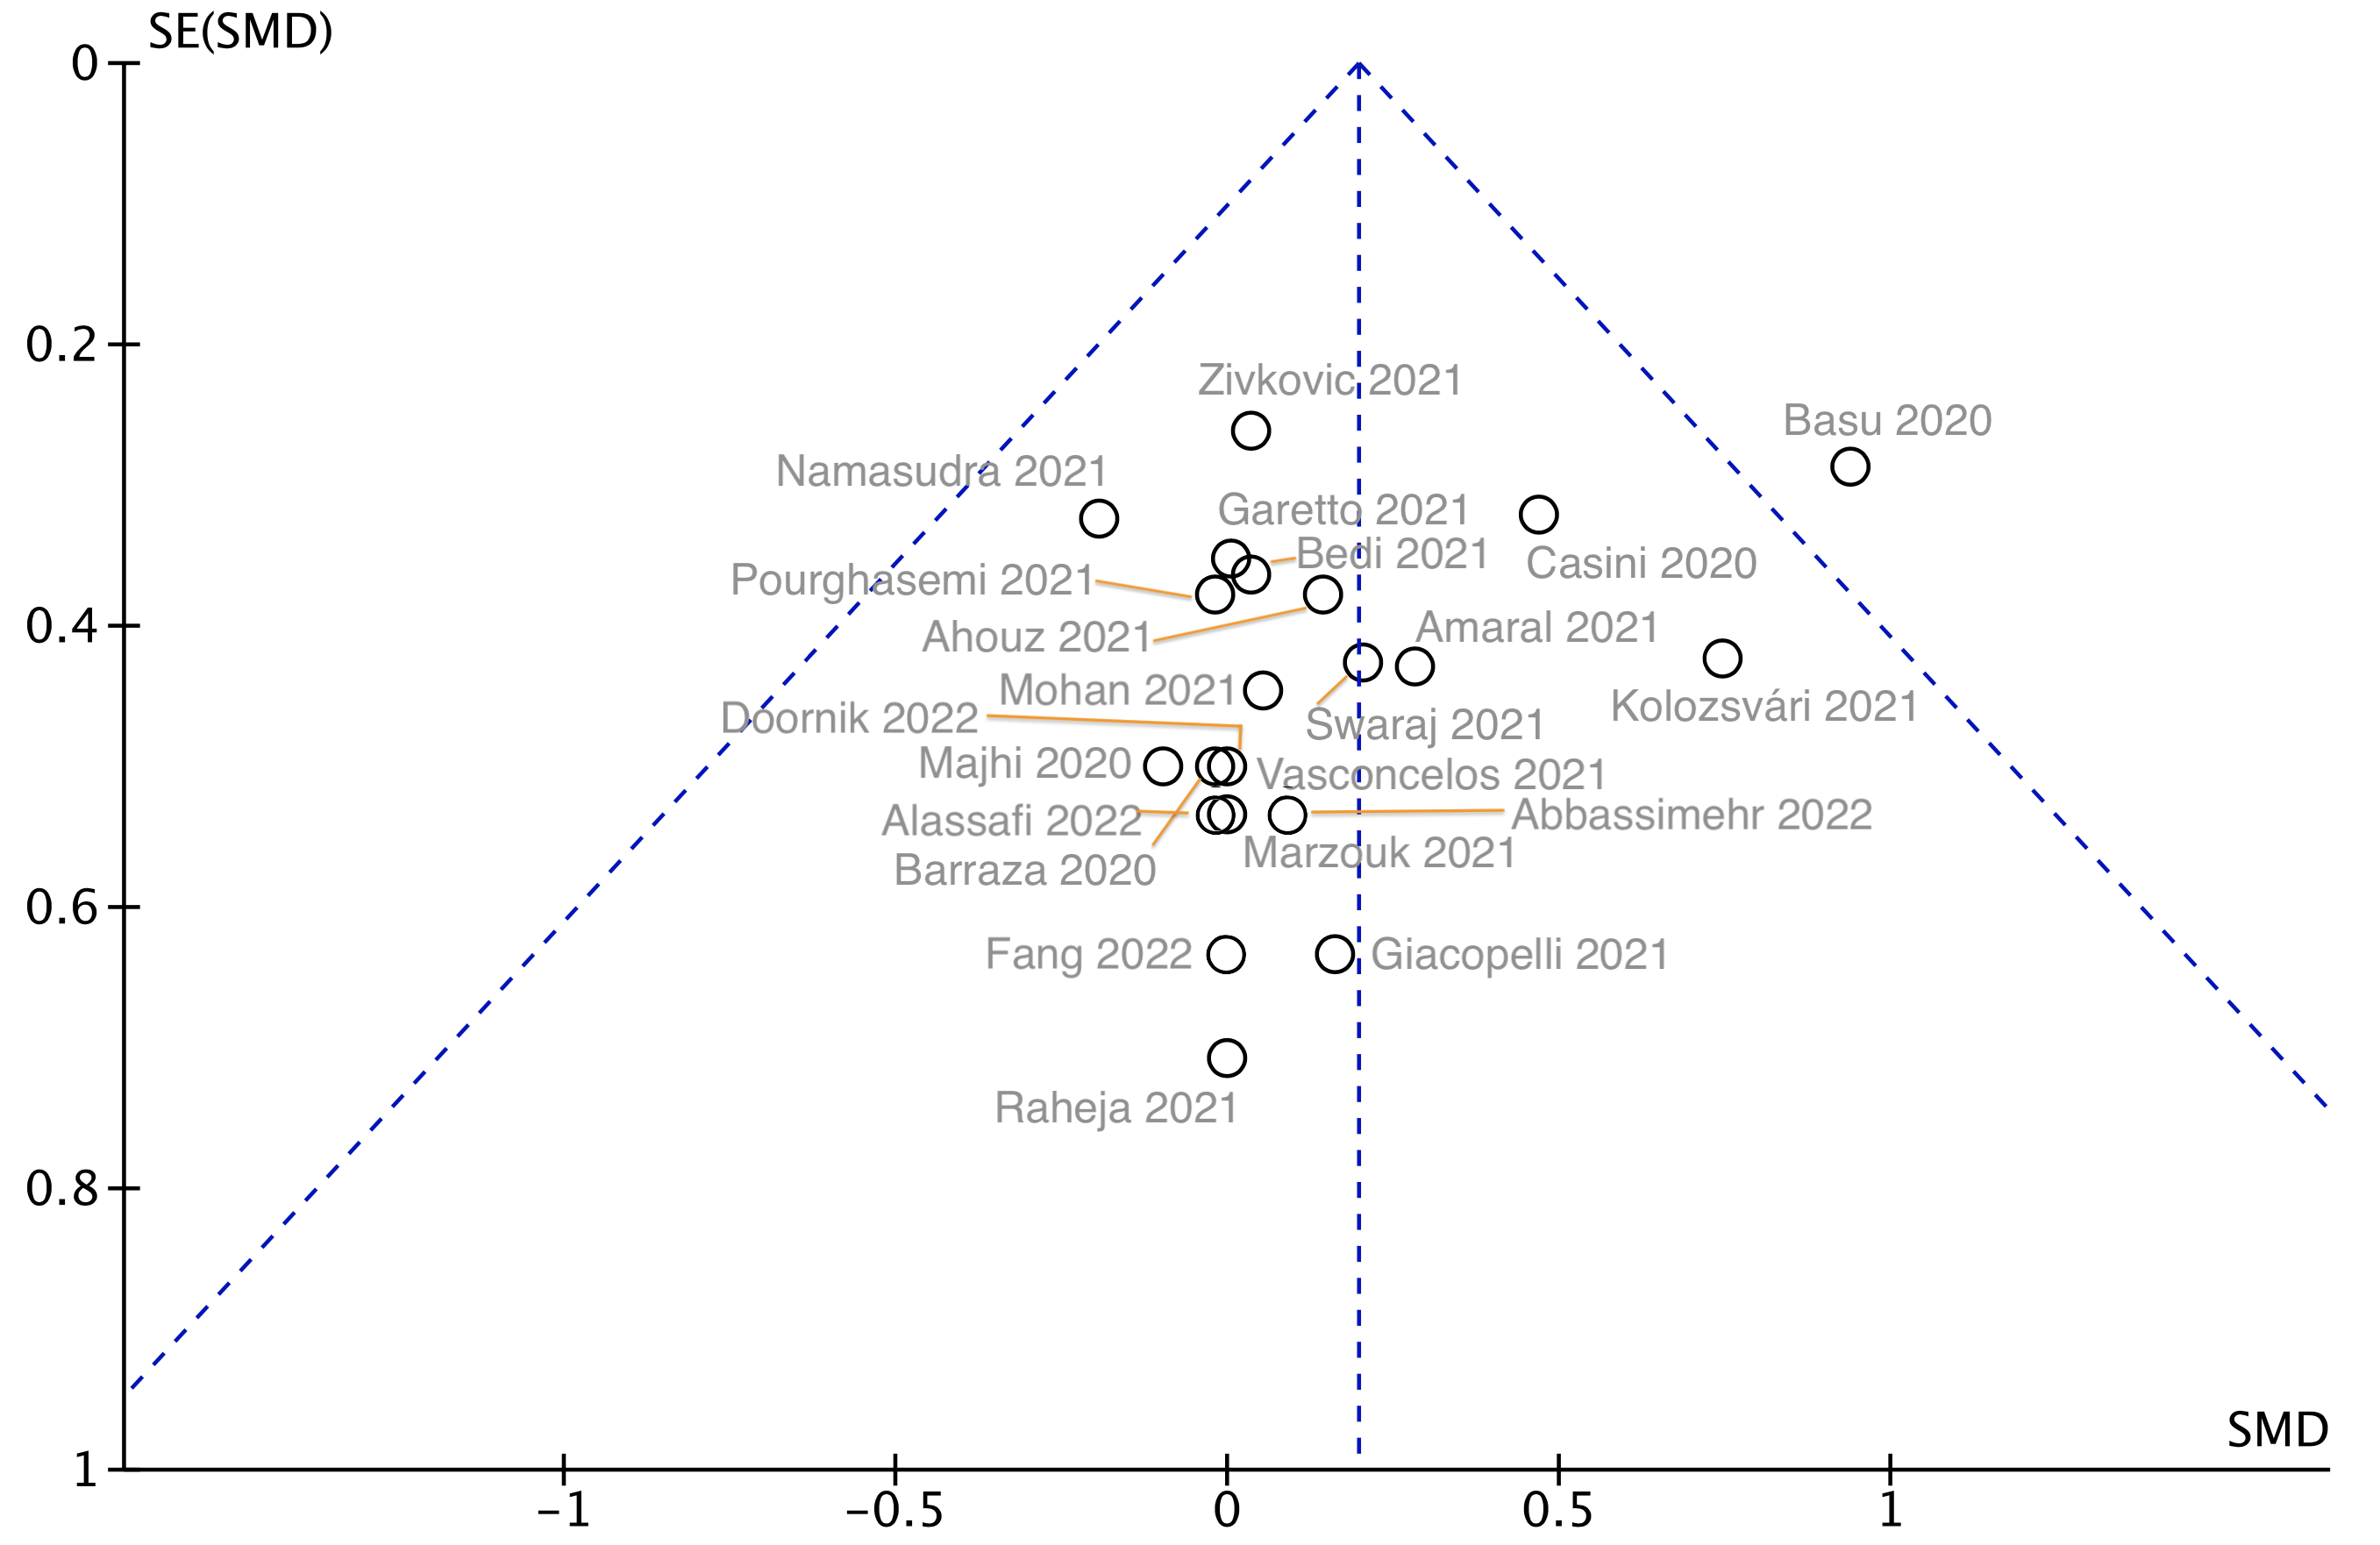 SE(SMD)
0
0.2
Zivkovic 2021
Basu 2020
Namasudra 2021
Garetto 2021
Bedi 2021
Casini 2020
Pourghasemi 2021
0.4
Ahouz 2021
Amaral 2021
Mohan 2021
Kolozsvári 2021
Doornik 2022
Swaraj 2021
Majhi 2020
Vasconcelos 2021
Alassafi 2022
Abbassimehr 2022
Barraza 2020
Marzouk 2021
0.6
Fang 2022
Giacopelli 2021
Raheja 2021
0.8
SMD
1
−1
−0.5
0
0.5
1